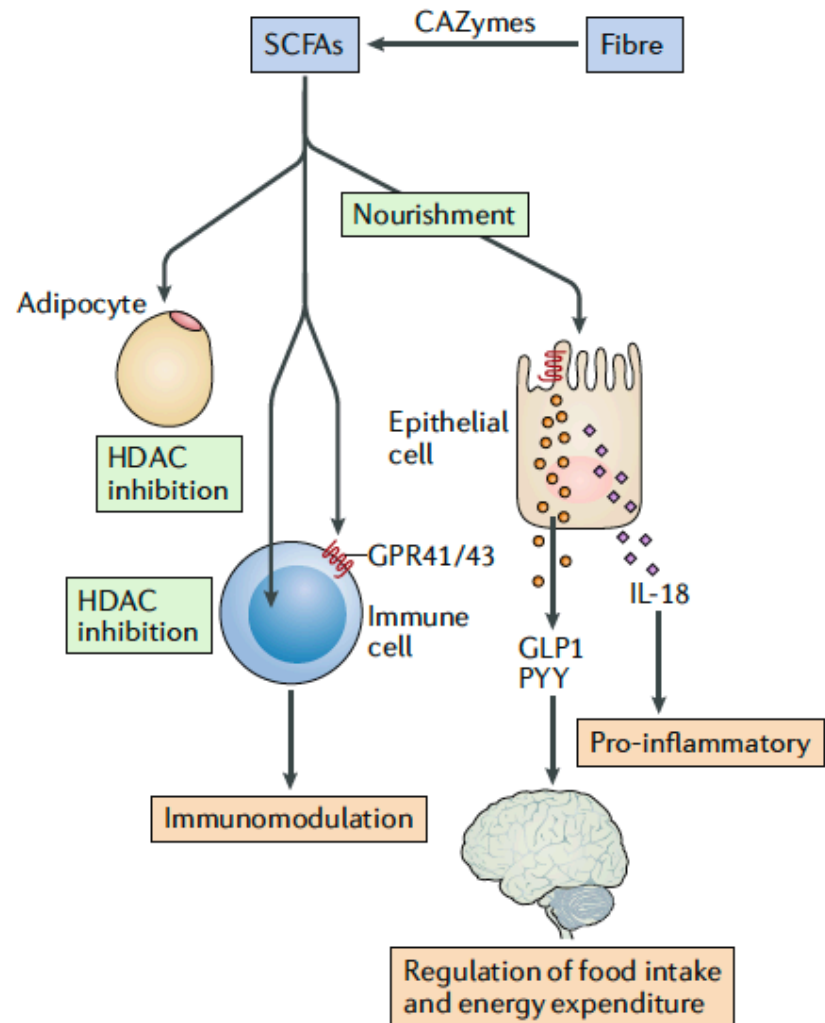 SCFAs
CAZymes
Fibre
Nourishment
Adipocyte
HDAC
inhibition
Epithelial
cell
GPR41/43
HDAC
inhibition
Immune
cell
IL-18
GLP1
PYY
Pro-inflammatory
Immunomodulation
Regulation of food intake
and energy expenditure